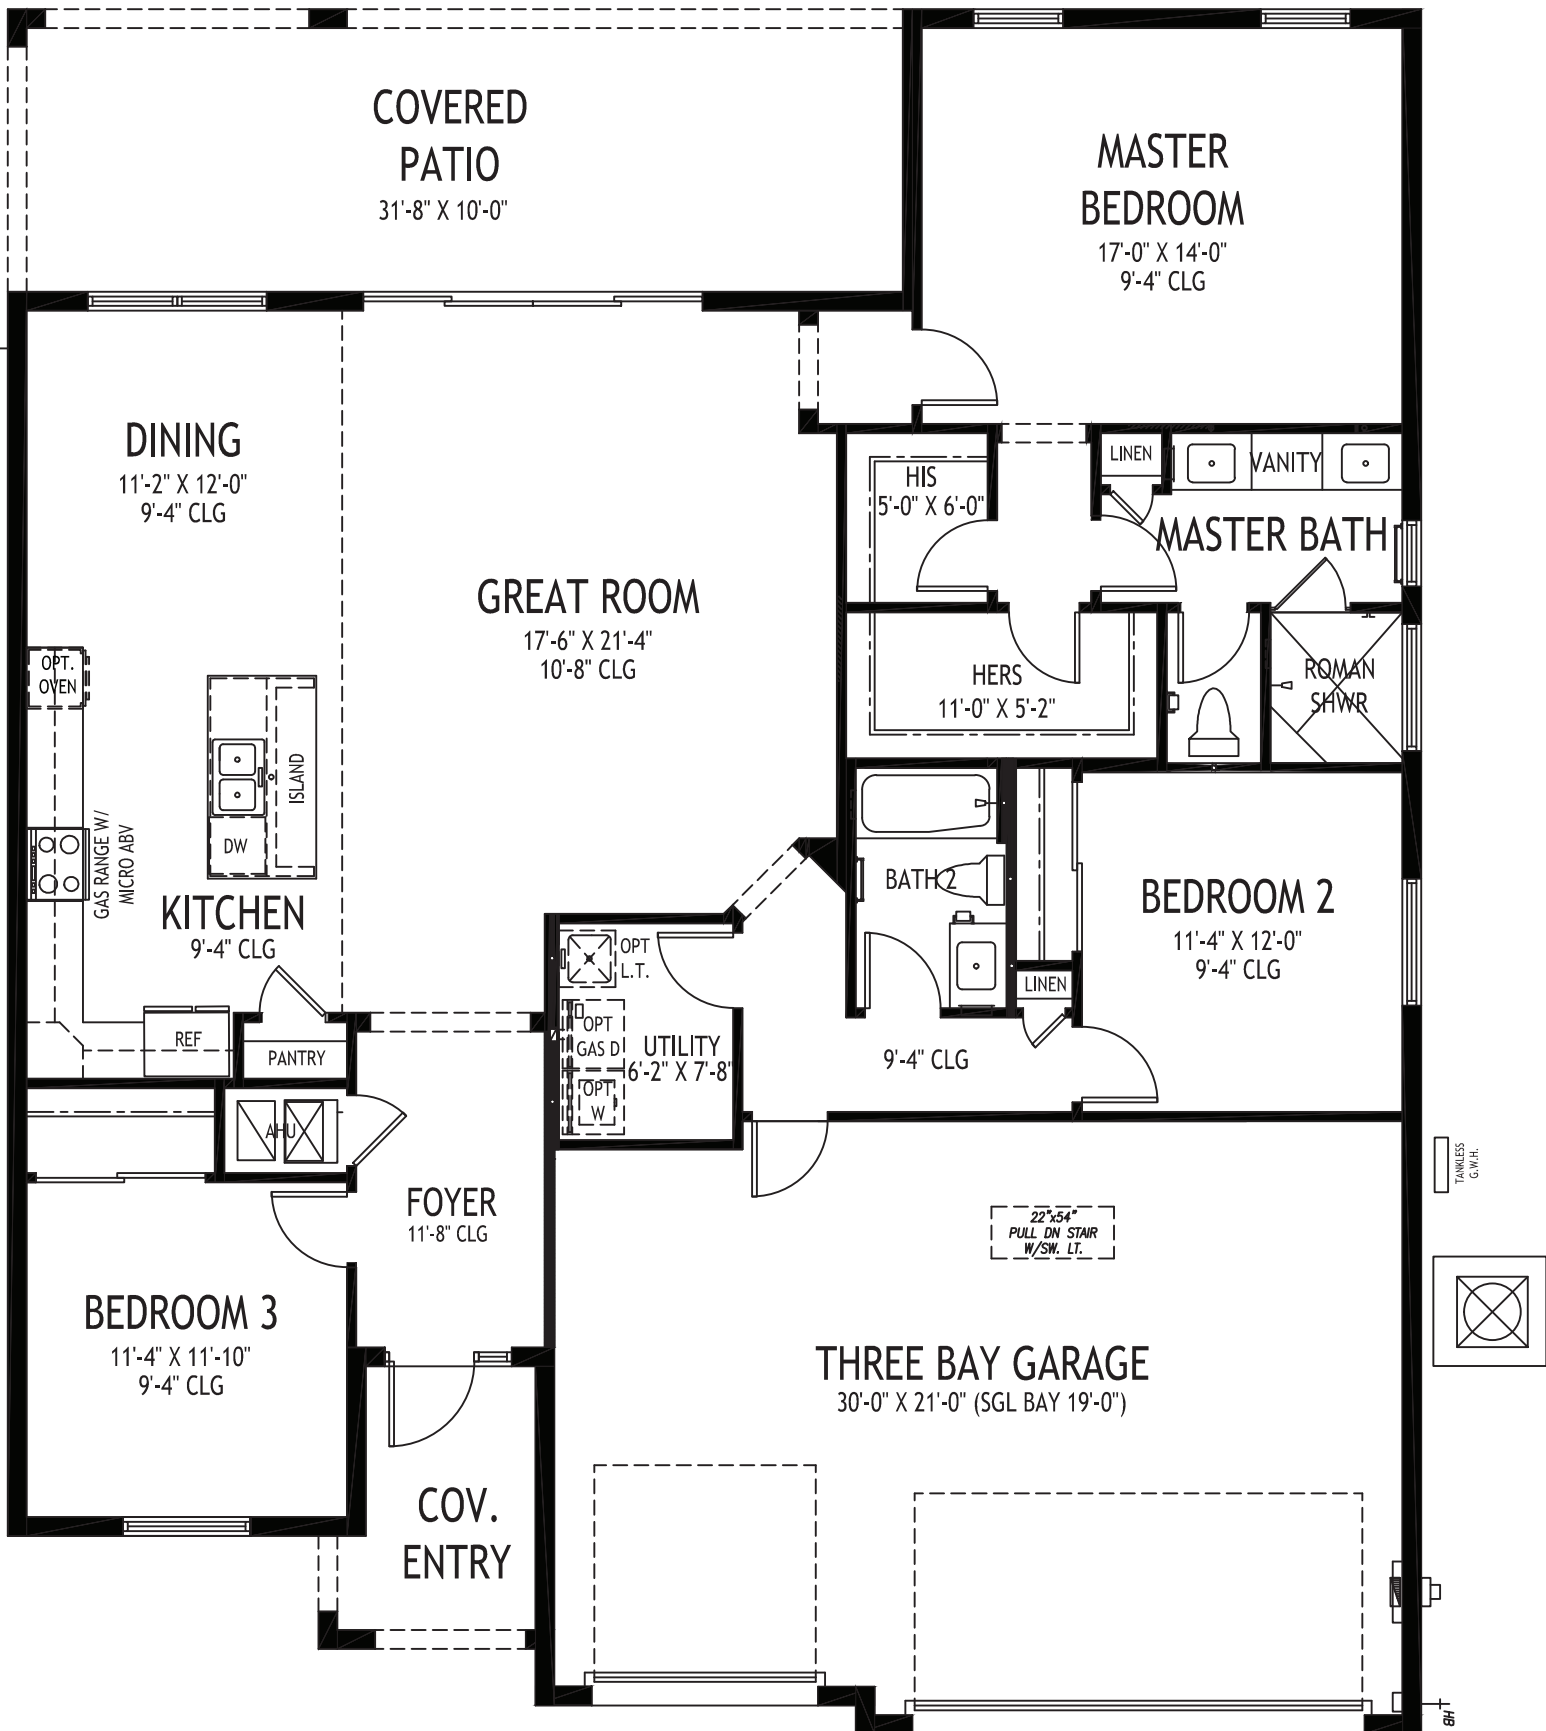 COVERED
PATIO
31'-8" X 10'-0"
MASTER
BEDROOM
17'-0" X 14'-0"
9'-4" CLG
DINING
11'-2" X 12'-0"
9'-4" CLG
GREAT ROOM
17'-6" X 21'-4"
10'-8" CLG
HIS
5'-0" X 6'-0"
LINEN
VANITY
MASTER BATH
HERS
11'-0" X 5'-2"
ROMAN
SHWR
OPT.
OVEN
ISLAND
DW
GAS RANGE W/
MICRO ABV
KITCHEN
9'-4" CLG
REF
PANTRY
BATH 2
BEDROOM 2
11'-4" X 12'-0"
9'-4" CLG
LINEN
OPT
L.T.
OPT
GAS D
OPT
W
UTILITY
6'-2" X 7'-8"
9'-4" CLG
AHU
FOYER
11'-8" CLG
BEDROOM 3
11'-4" X 11'-10"
9'-4" CLG
22"x54"
PULL DN STAIR
W/SW. LT.
TANKLESS
G.W.H.
THREE BAY GARAGE
30'-0" X 21'-0" (SGL BAY 19'-0")
COV.
ENTRY
HB